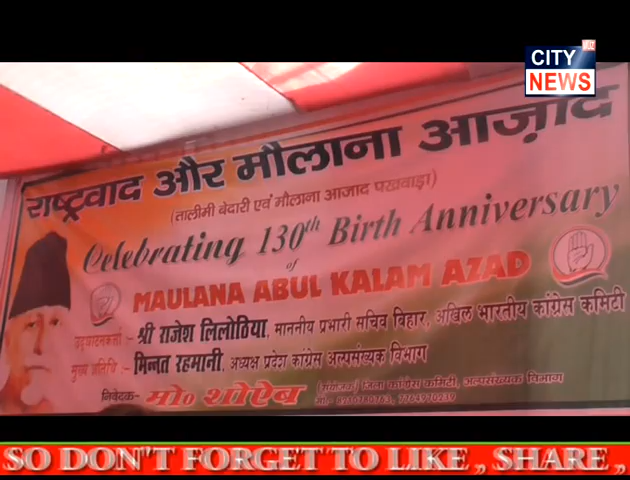 CITY
NEWS
राष्ट्रवाद और मौलाना आज़ाद
(तालीमी बेदारी एवं मौलाना आजाद पखवाड़ा)
Celebrating 130th Birth Anniversary
of
MAULANA ABUL KALAM AZAD
उद्घाटनकर्ता :- श्री राजेश लिलोठिया, माननीय प्रभारी सचिव बिहार, अखिल भारतीय कांग्रेस कमिटी
मुख्य अतिथि :- मिन्नत रहमानी, अध्यक्ष प्रदेश कांग्रेस अल्पसंख्यक विभाग
निवेदक- मो० शोऐब (संयोजक) जिला कांग्रेस कमिटी, अल्पसंख्यक विभाग
SO DON'T FORGET TO LIKE , SHARE ,